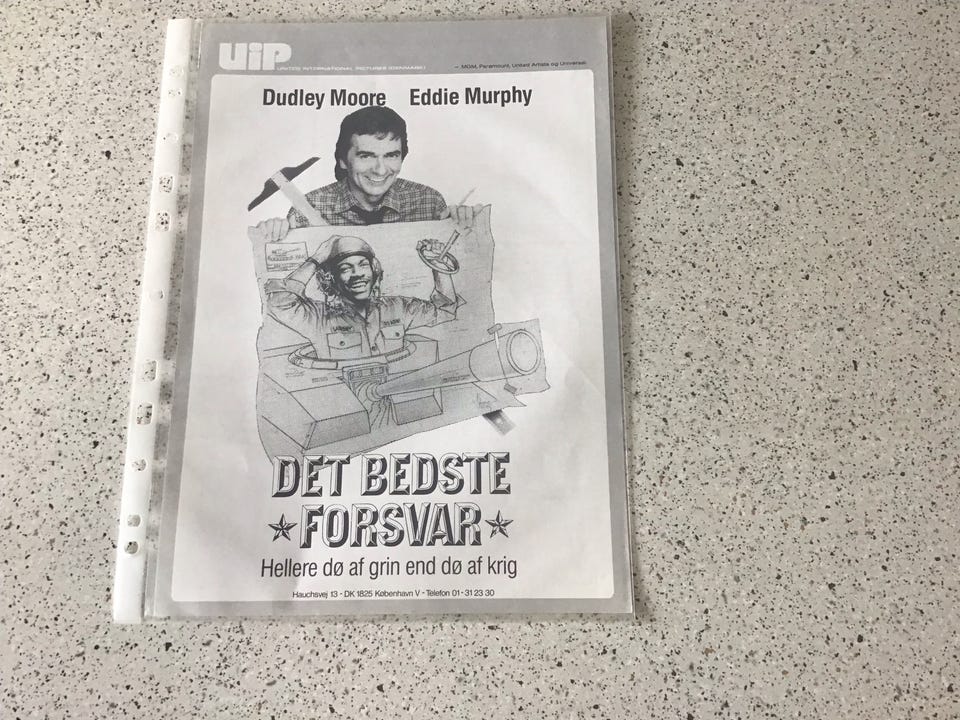 UiP
UNITED INTERNATIONAL PICTURES (DENMARK)
– MGM, Paramount, United Artists og Universal
Dudley Moore Eddie Murphy
DET BEDSTE
FORSVAR
Hellere dø af grin end dø af krig
Hauchsvej 13 - DK 1825 København V - Telefon 01 - 31 23 30